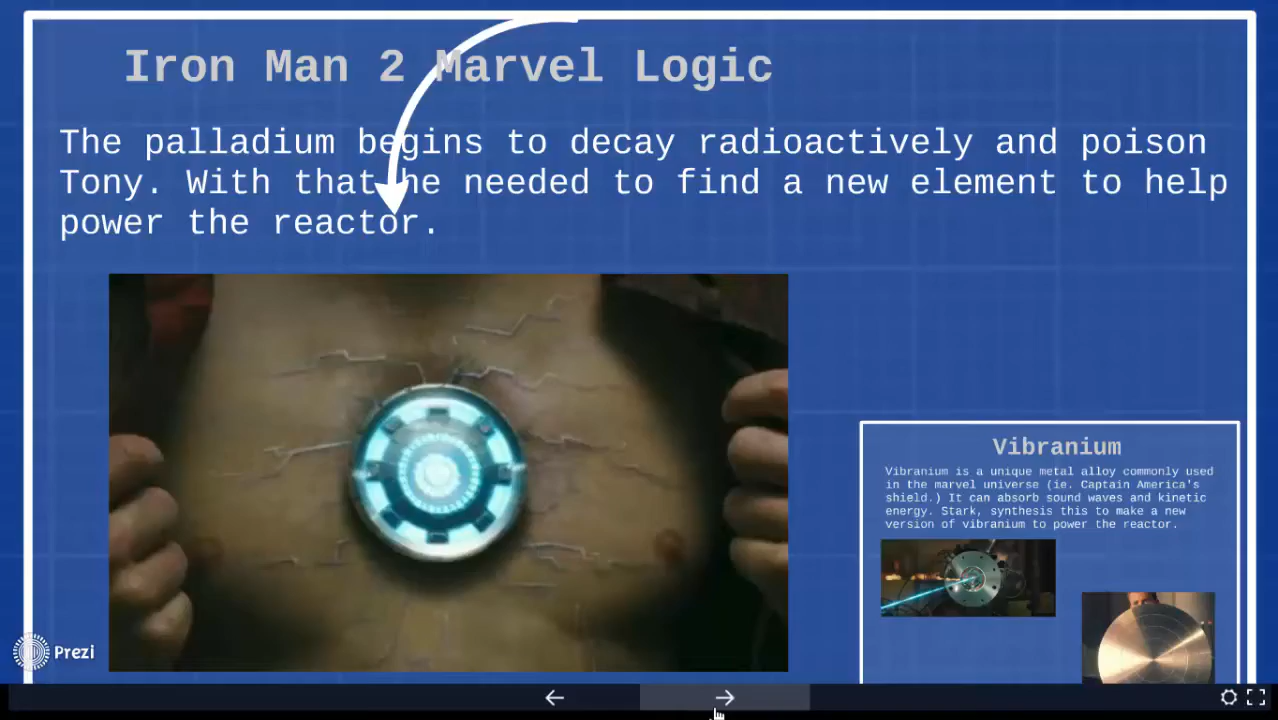 Iron Man 2 Marvel Logic
The palladium begins to decay radioactively and poison
Tony. With that he needed to find a new element to help
power the reactor.
Vibranium
Vibranium is a unique metal alloy commonly used
in the marvel universe (ie. Captain America's
shield.) It can absorb sound waves and kinetic
energy. Stark, synthesis this to make a new
version of vibranium to power the reactor.
Prezi